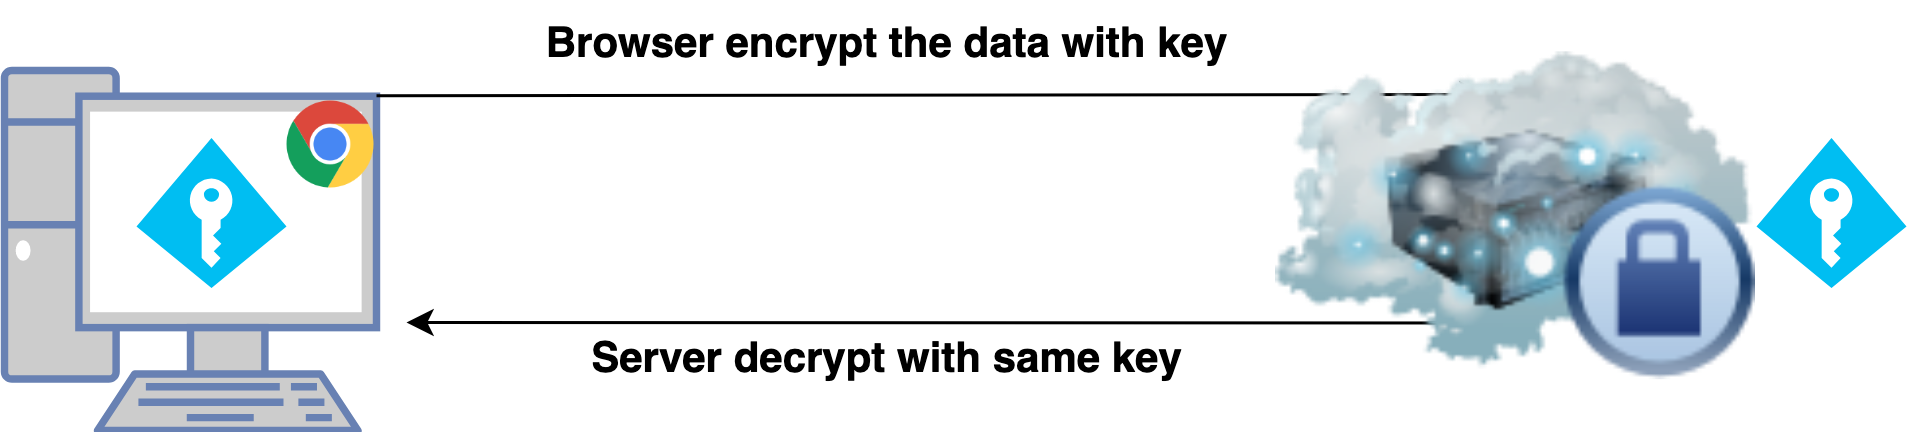 Browser encrypt the data with key
Server decrypt with same key